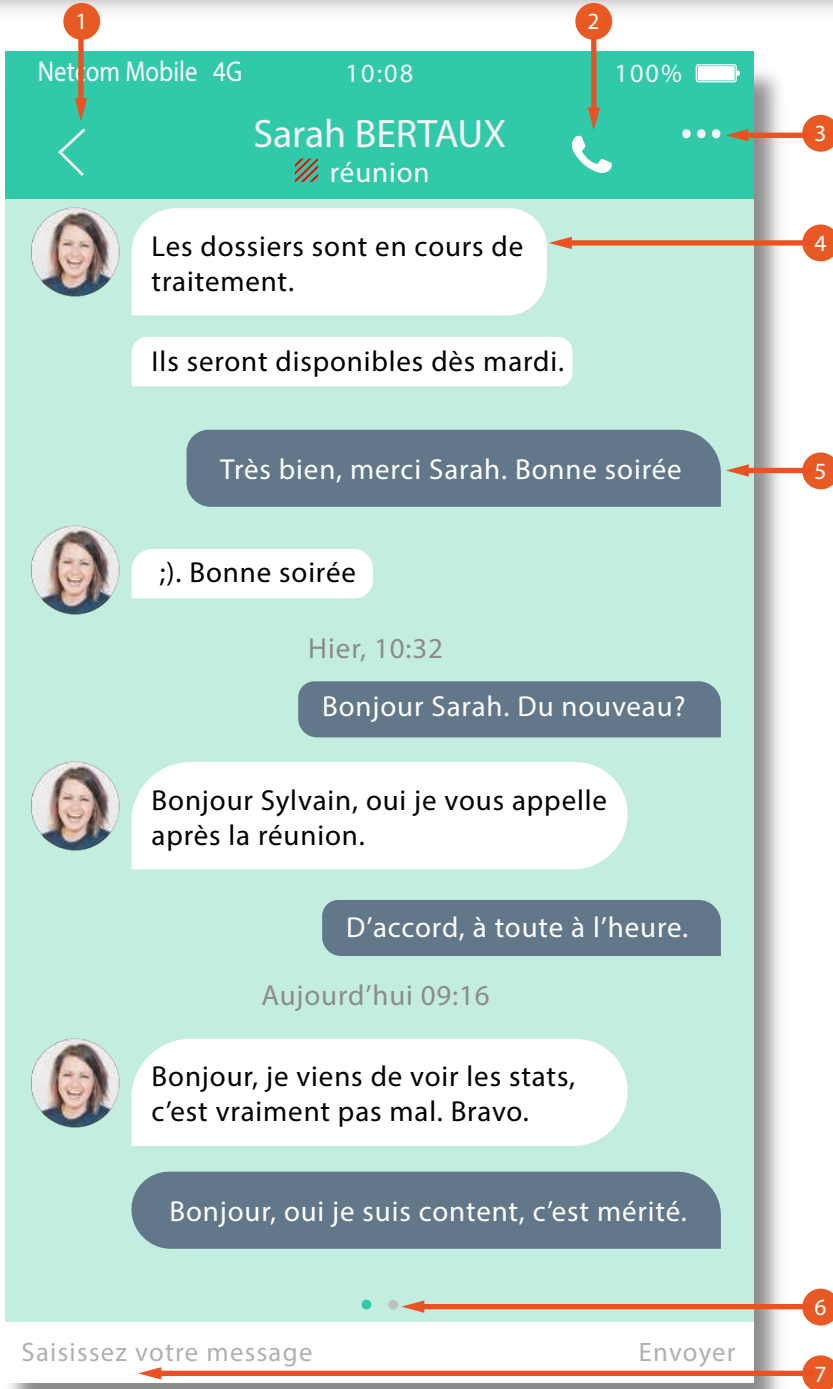 1
2
Netcom Mobile 4G 10:08 100%
Sarah BERTAUX
3
réunion
Les dossiers sont en cours de
4
traitement.
Ils seront disponibles dès mardi.
Très bien, merci Sarah. Bonne soirée
5
;). Bonne soirée
Hier, 10:32
Bonjour Sarah. Du nouveau?
Bonjour Sylvain, oui je vous appelle
après la réunion.
D’accord, à toute à l’heure.
Aujourd’hui 09:16
Bonjour, je viens de voir les stats,
c’est vraiment pas mal. Bravo.
Bonjour, oui je suis content, c’est mérité.
6
Saisissez votre message Envoyer
7